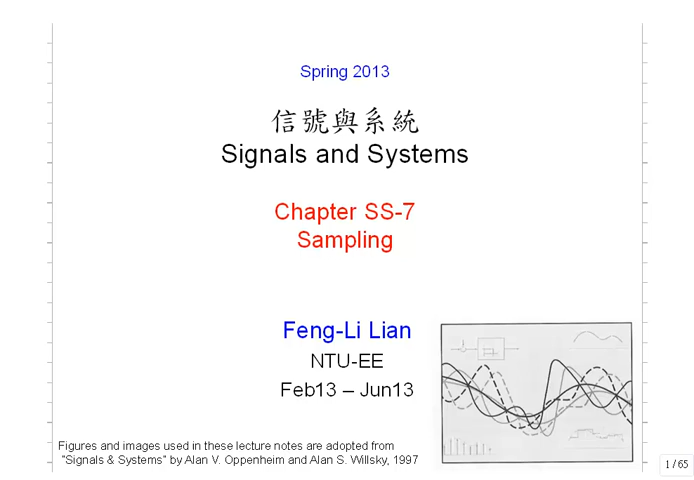 Spring 2013
信號與系統
Signals and Systems
Chapter SS-7
Sampling
Feng-Li Lian
NTU-EE
Feb13 – Jun13
Figures and images used in these lecture notes are adopted from
"Signals & Systems" by Alan V. Oppenheim and Alan S. Willsky, 1997
1 / 65